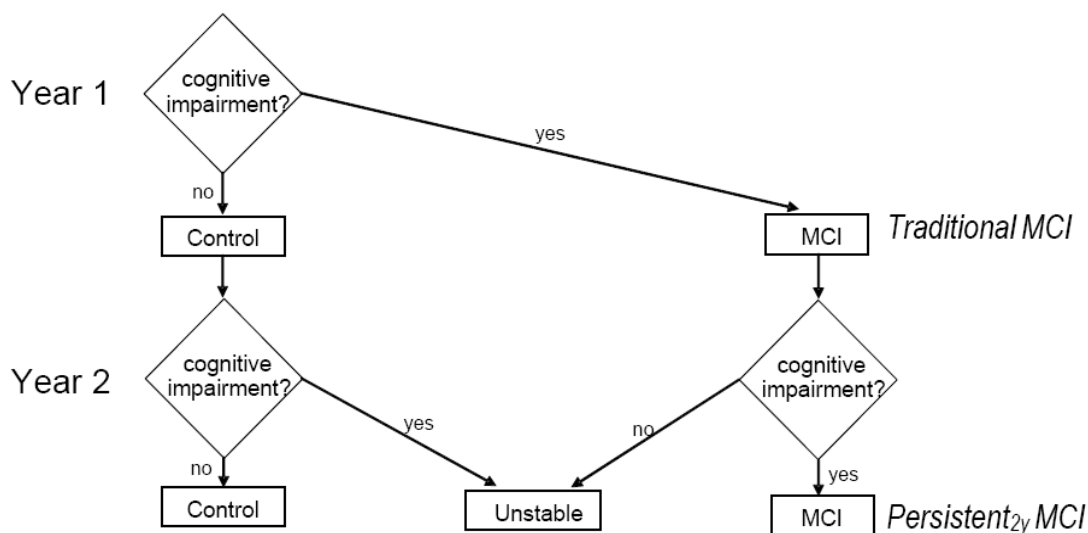 cognitive
impairment?
Year 1
yes
no
Control
MCI
Traditional MCI
cognitive
impairment?
Year 2
cognitive
impairment?
yes
no
no
yes
Control
Unstable
MCI
Persistent2y MCI